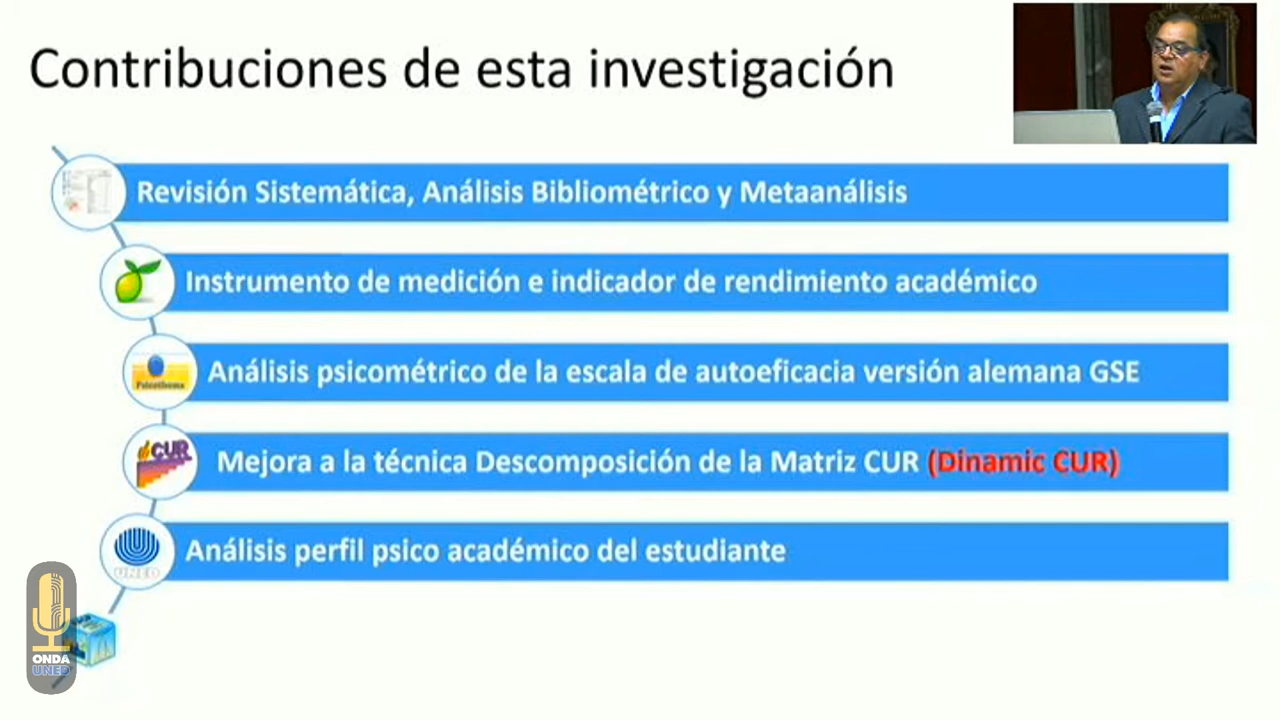 Contribuciones de esta investigación
Revisión Sistemática, Análisis Bibliométrico y Metaanálisis
Instrumento de medición e indicador de rendimiento académico
Psicothema
Análisis psicométrico de la escala de autoeficacia versión alemana GSE
CUR
Mejora a la técnica Descomposición de la Matriz CUR (Dinamic CUR)
UNED
Análisis perfil psico académico del estudiante
ONDA
UNED